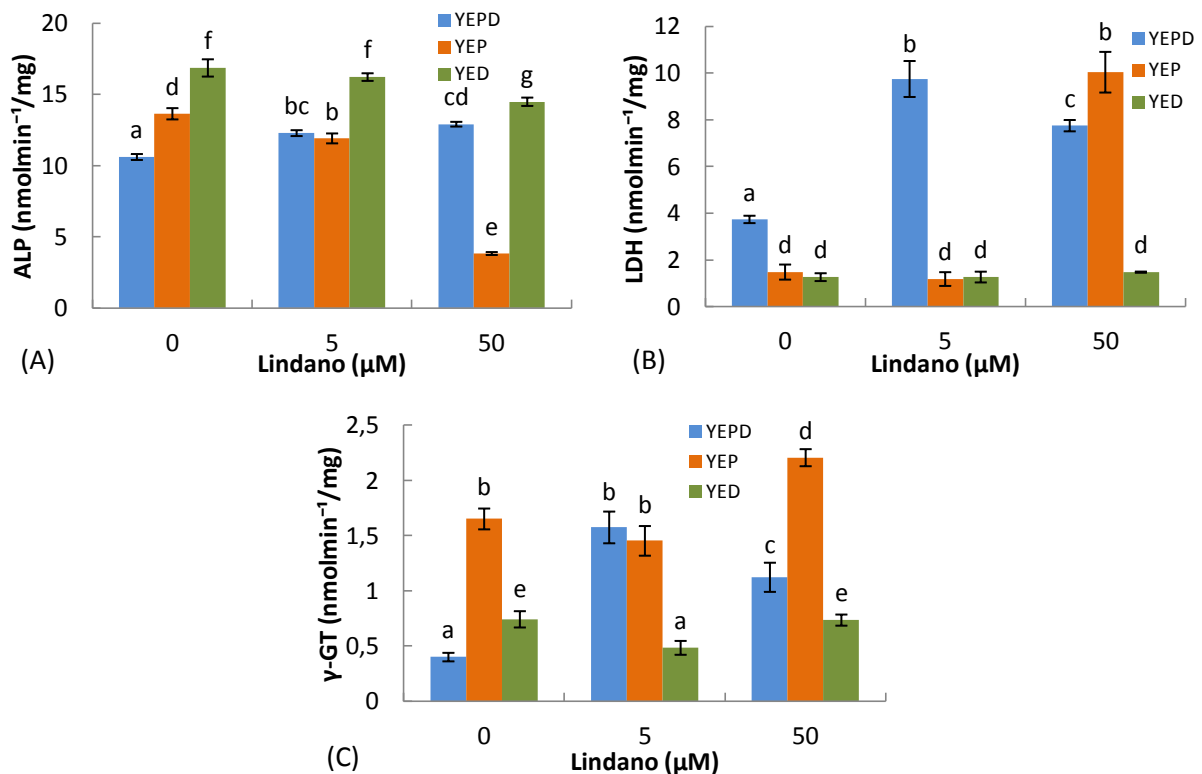 20
15
10
5
0
ALP (nmolmin⁻¹/mg)
a
d
f
bc
b
f
cd
e
g
YEPD
YEP
YED
0 5 50
Lindano (µM)
(A)
12
10
8
6
4
2
0
LDH (nmolmin⁻¹/mg)
a
d
d
b
d
d
c
b
d
YEPD
YEP
YED
0 5 50
Lindano (µM)
(B)
2,5
2
1,5
1
0,5
0
γ-GT (nmolmin⁻¹/mg)
a
b
e
b
b
a
c
d
e
YEPD
YEP
YED
0 5 50
Lindano (µM)
(C)